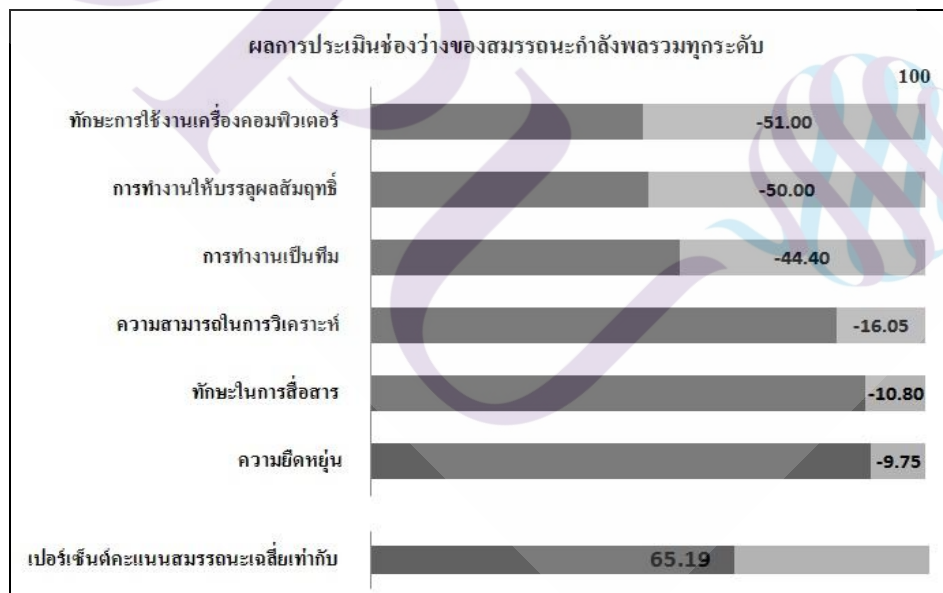 ผลการประเมินช่องว่างของสมรรถนะกำลังพลรวมทุกระดับ
100
ทักษะการใช้งานเครื่องคอมพิวเตอร์ -51.00
การทำงานให้บรรลุผลสัมฤทธิ์ -50.00
การทำงานเป็นทีม -44.40
ความสามารถในการวิเคราะห์ -16.05
ทักษะในการสื่อสาร -10.80
ความยืดหยุ่น -9.75
เปอร์เซ็นต์คะแนนสมรรถนะเฉลี่ยเท่ากับ 65.19